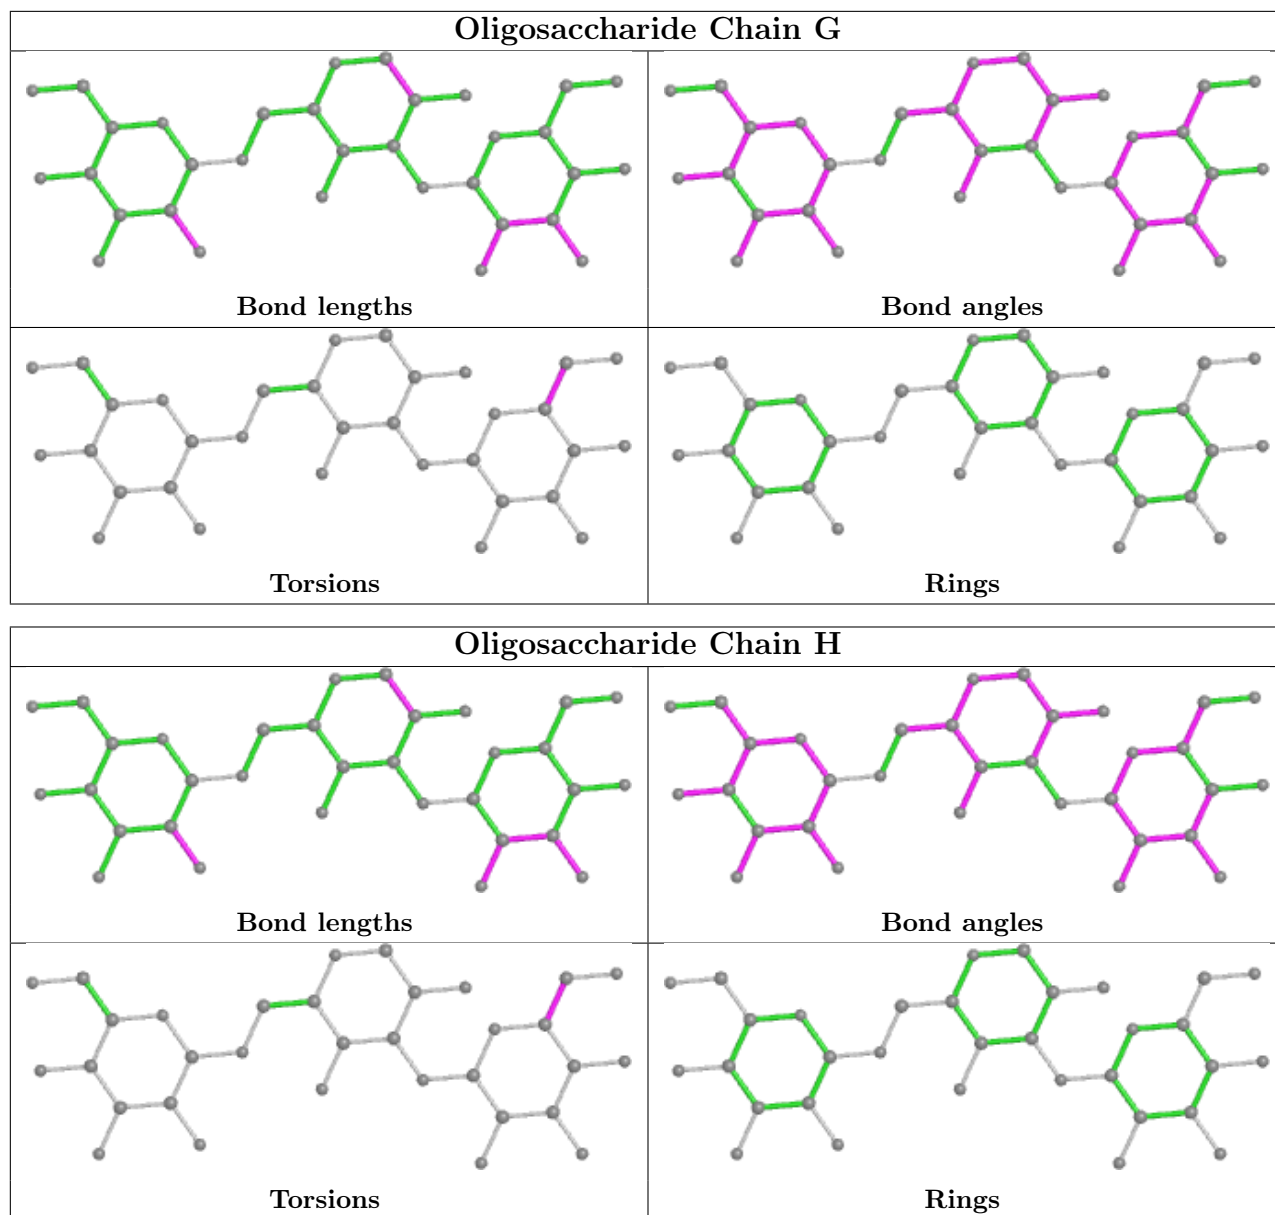 Oligosaccharide Chain G
Bond lengths
Bond angles
Torsions
Rings
Oligosaccharide Chain H
Bond lengths
Bond angles
Torsions
Rings